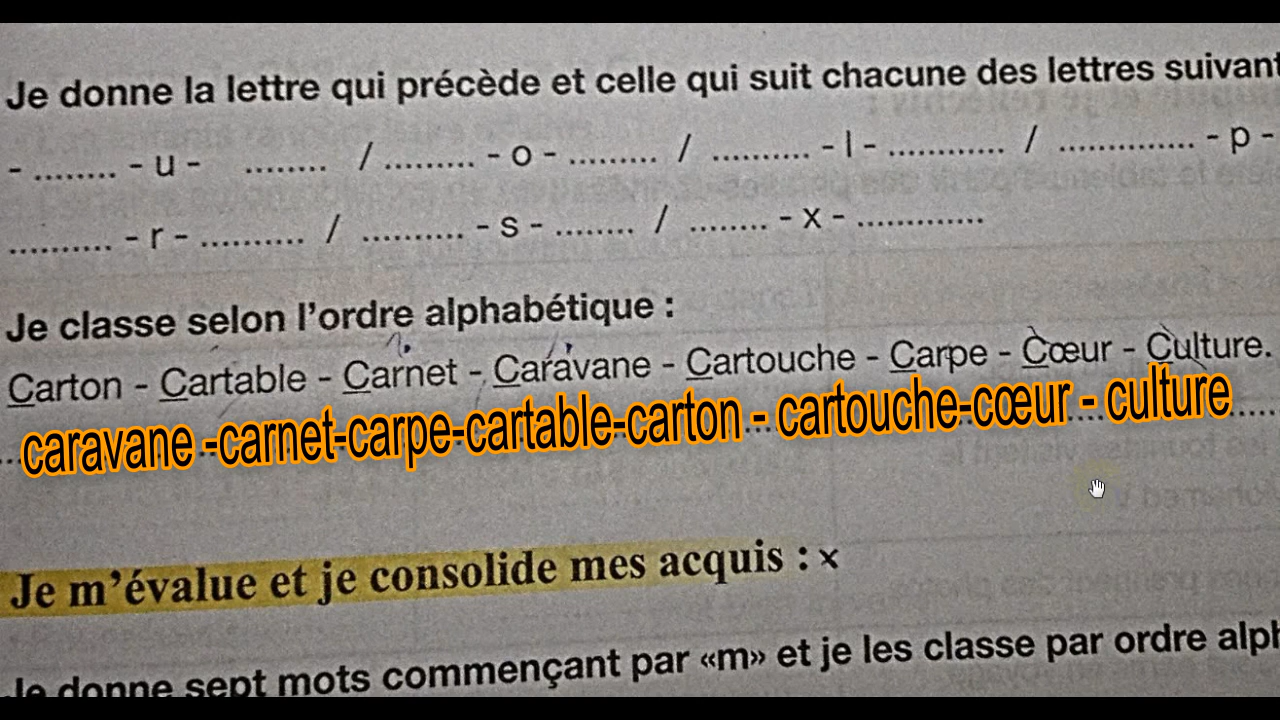 Je donne la lettre qui précède et celle qui suit chacune des lettres suivant
- ........ - u - ........ / ......... - o - ......... / .......... - l - ............ / .............. - p -
.......... - r - .......... / .......... - s - ........ / ........ - x - .............
Je classe selon l'ordre alphabétique :
Carton - Cartable - Carnet - Caravane - Cartouche - Carpe - Cœur - Culture.
caravane -carnet-carpe-cartable-carton - cartouche-cœur - culture
Je m'évalue et je consolide mes acquis : ×
Je donne sept mots commençant par «m» et je les classe par ordre alph